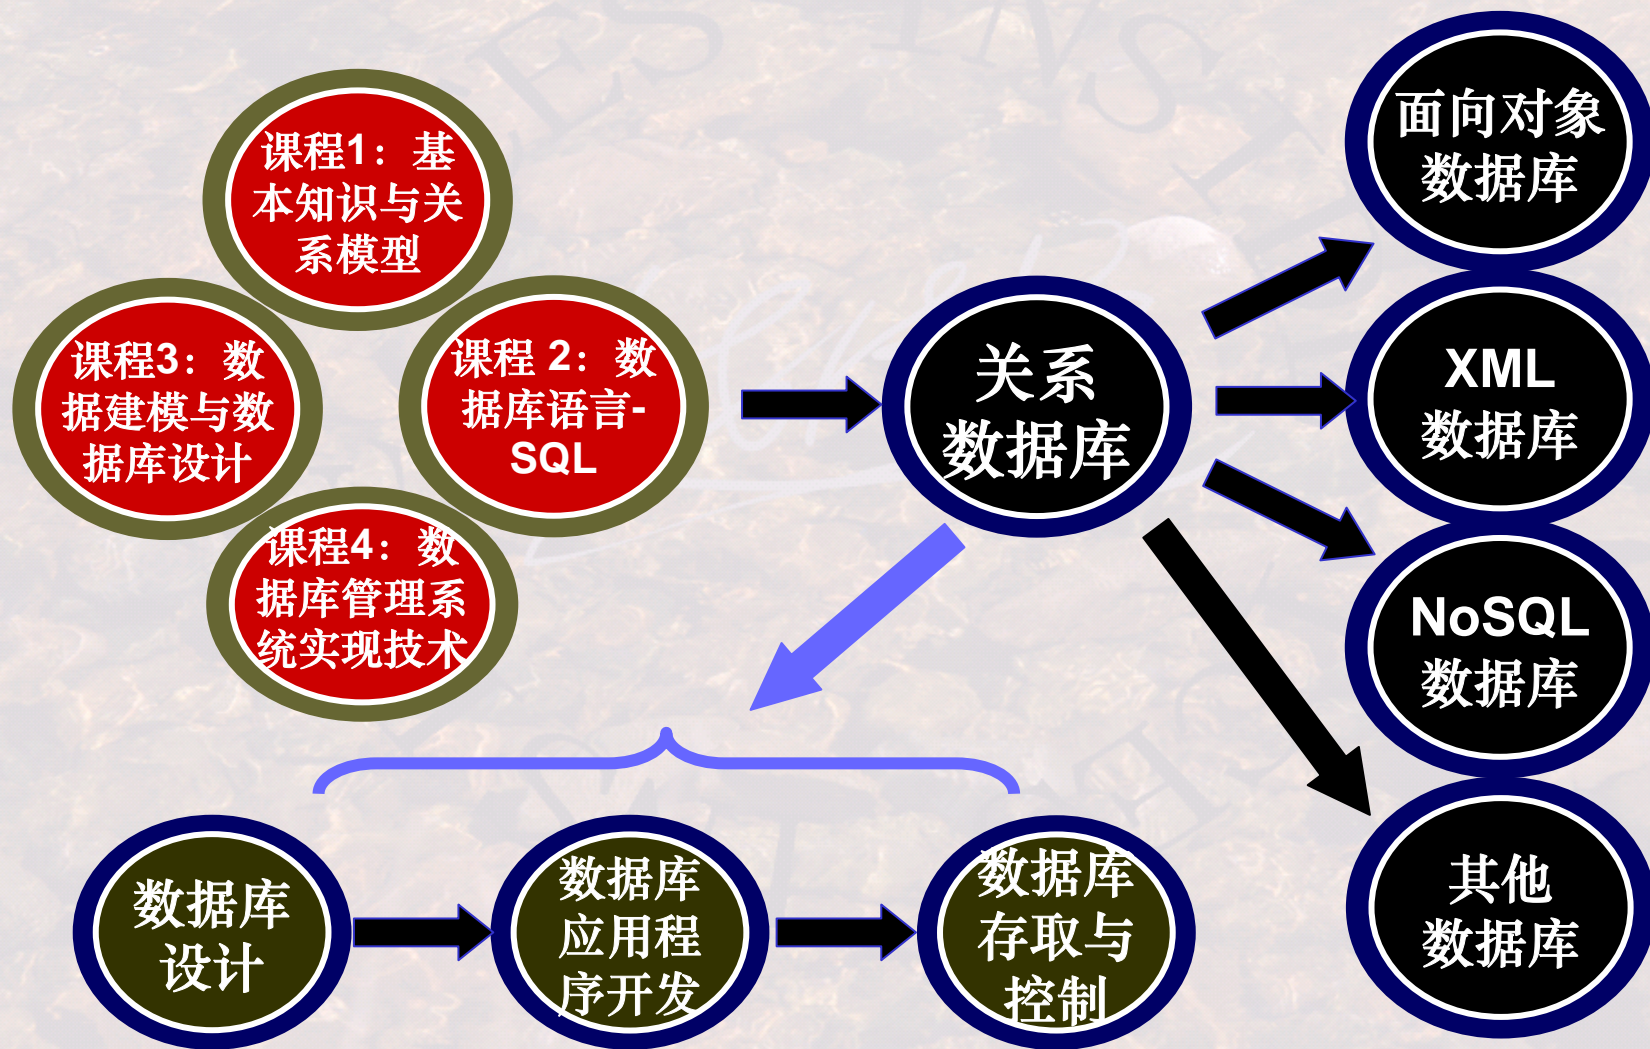 课程1：基
本知识与关
系模型
课程3：数
据建模与数
据库设计
课程 2：数
据库语言-
SQL
课程4：数
据库管理系
统实现技术
关系
数据库
面向对象
数据库
XML
数据库
NoSQL
数据库
其他
数据库
数据库
设计
数据库
应用程
序开发
数据库
存取与
控制